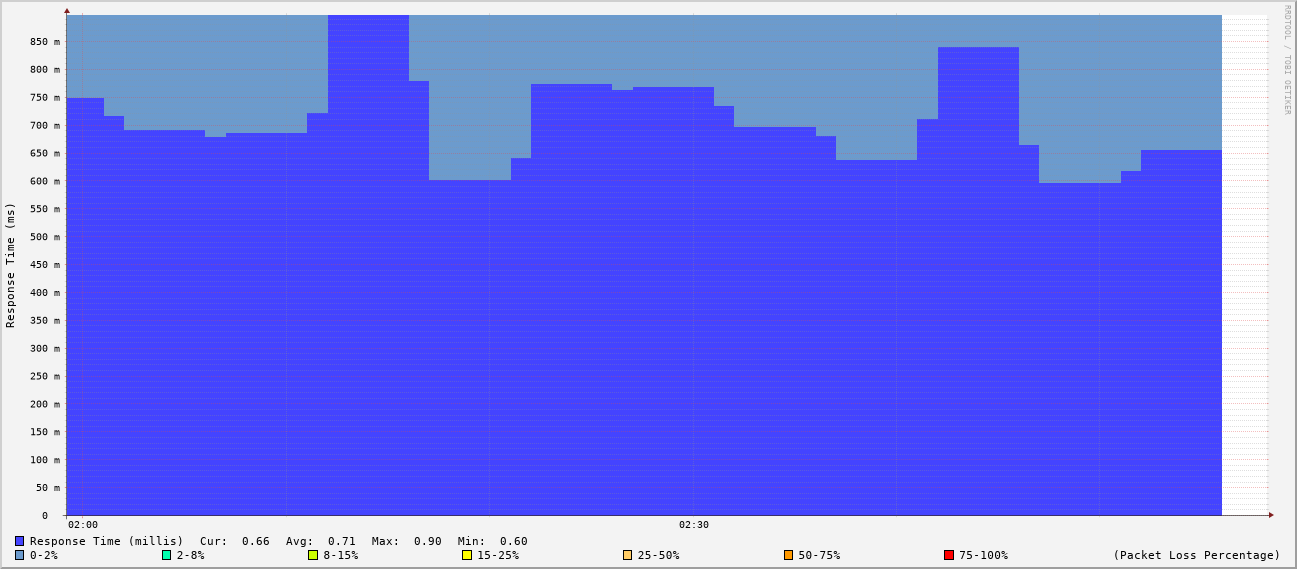 RRDTOOL / TOBI OETIKER
Response Time (ms)
850 m
800 m
750 m
700 m
650 m
600 m
550 m
500 m
450 m
400 m
350 m
300 m
250 m
200 m
150 m
100 m
50 m
0
02:00 02:30
Response Time (millis) Cur: 0.66 Avg: 0.71 Max: 0.90 Min: 0.60
0-2% 2-8% 8-15% 15-25% 25-50% 50-75% 75-100% (Packet Loss Percentage)